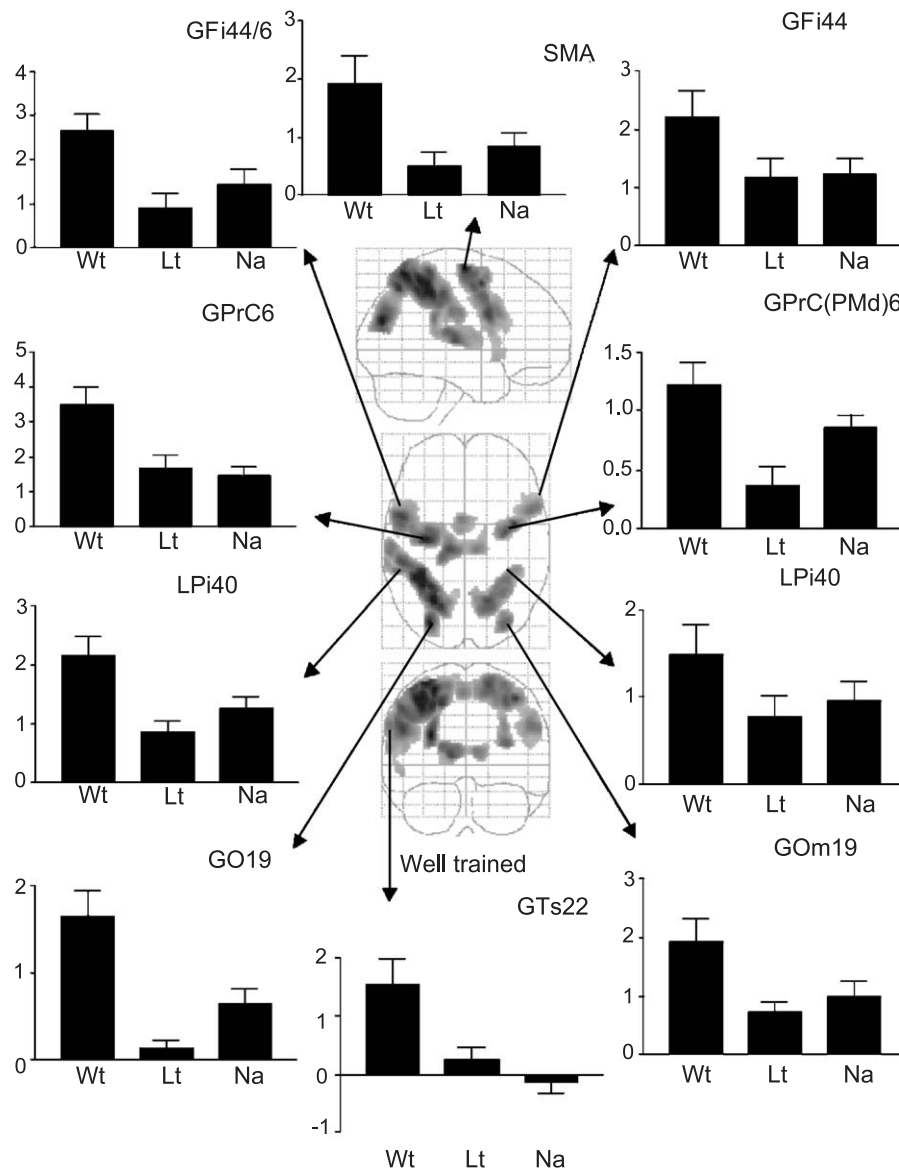 GFi44/6
4
3
2
1
0
Wt Lt Na
SMA
3
2
1
0
Wt Lt Na
GFi44
3
2
1
0
Wt Lt Na
GPrC6
5
4
3
2
1
0
Wt Lt Na
GPrC(PMd)6
1.5
1.0
0.5
0.0
Wt Lt Na
LPi40
3
2
1
0
Wt Lt Na
LPi40
2
1
0
Wt Lt Na
GO19
2
1
0
Wt Lt Na
Well trained
GTs22
2
1
0
-1
Wt Lt Na
GOm19
3
2
1
0
Wt Lt Na